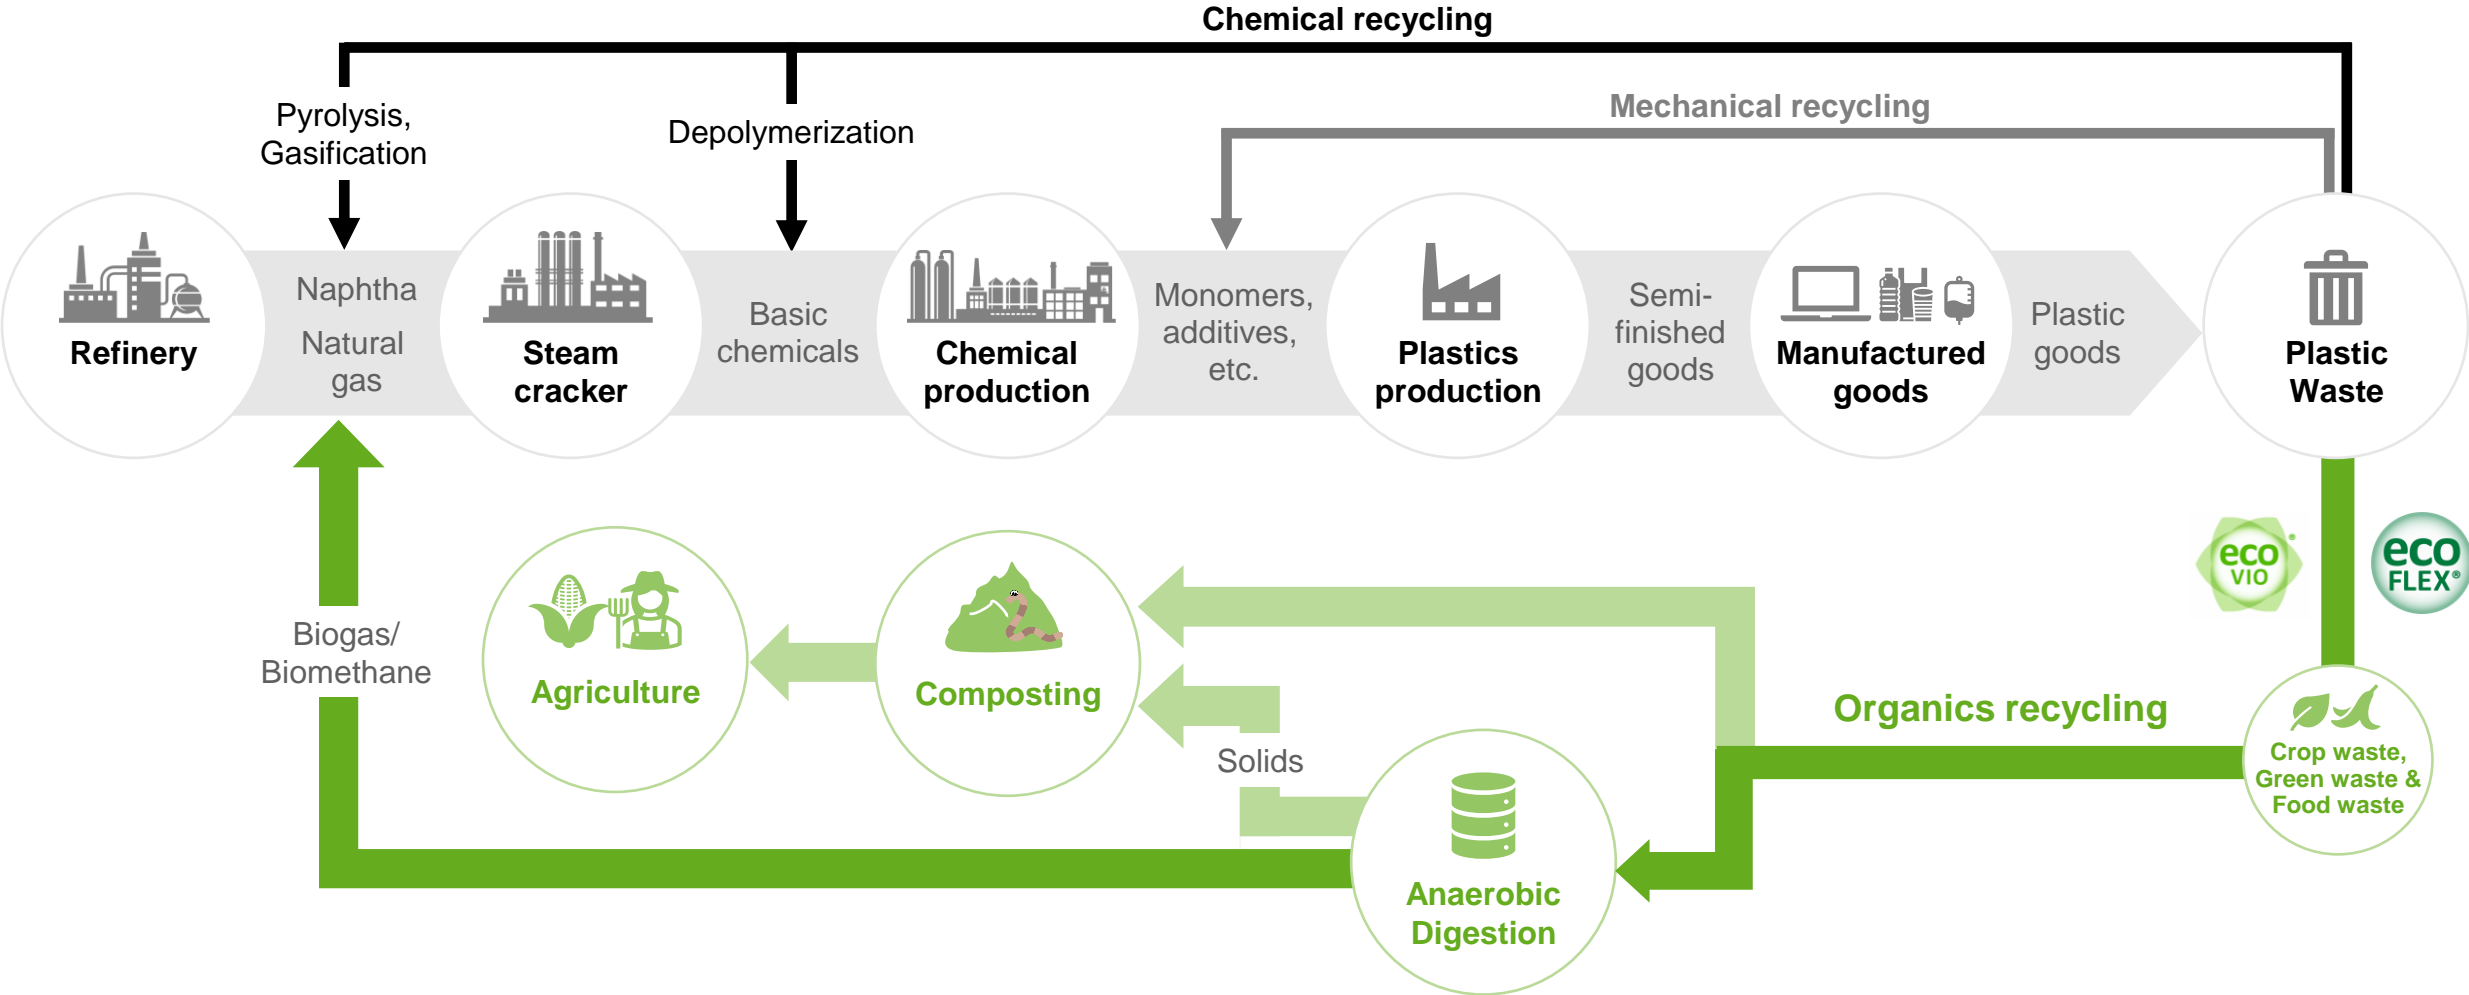 Chemical recycling
Mechanical recycling
Pyrolysis,
Gasification
Depolymerization
Refinery
Naphtha
Natural
gas
Steam
cracker
Basic
chemicals
Chemical
production
Monomers,
additives,
etc.
Plastics
production
Semi-
finished
goods
Manufactured
goods
Plastic
goods
Plastic
Waste
eco
VIO
®
eco
FLEX®
Biogas/
Biomethane
Agriculture
Composting
Solids
Organics recycling
Crop waste,
Green waste &
Food waste
Anaerobic
Digestion